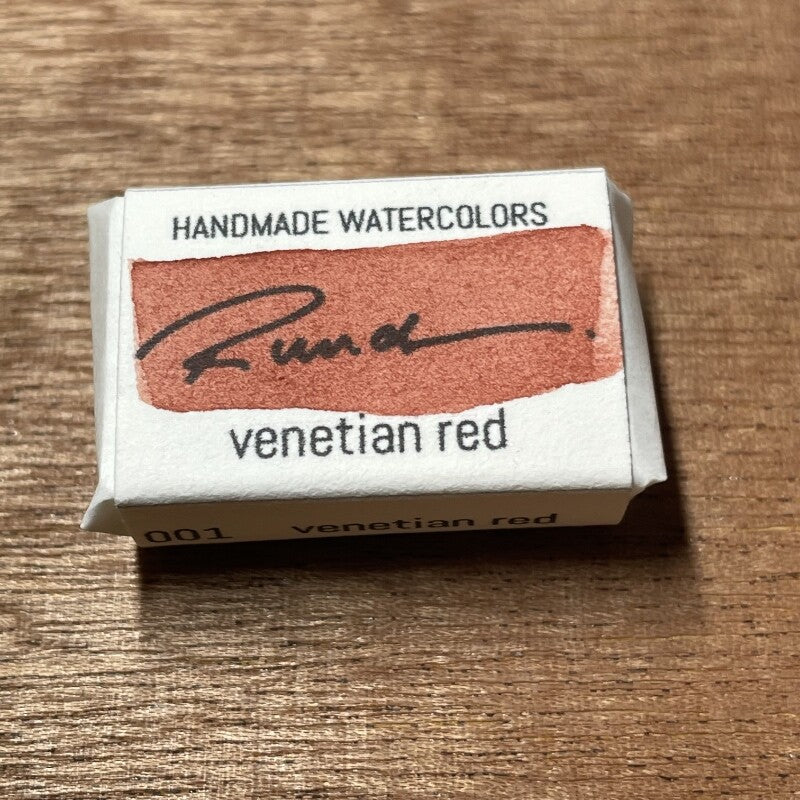 HANDMADE WATERCOLORS
venetian red
001 venetian red